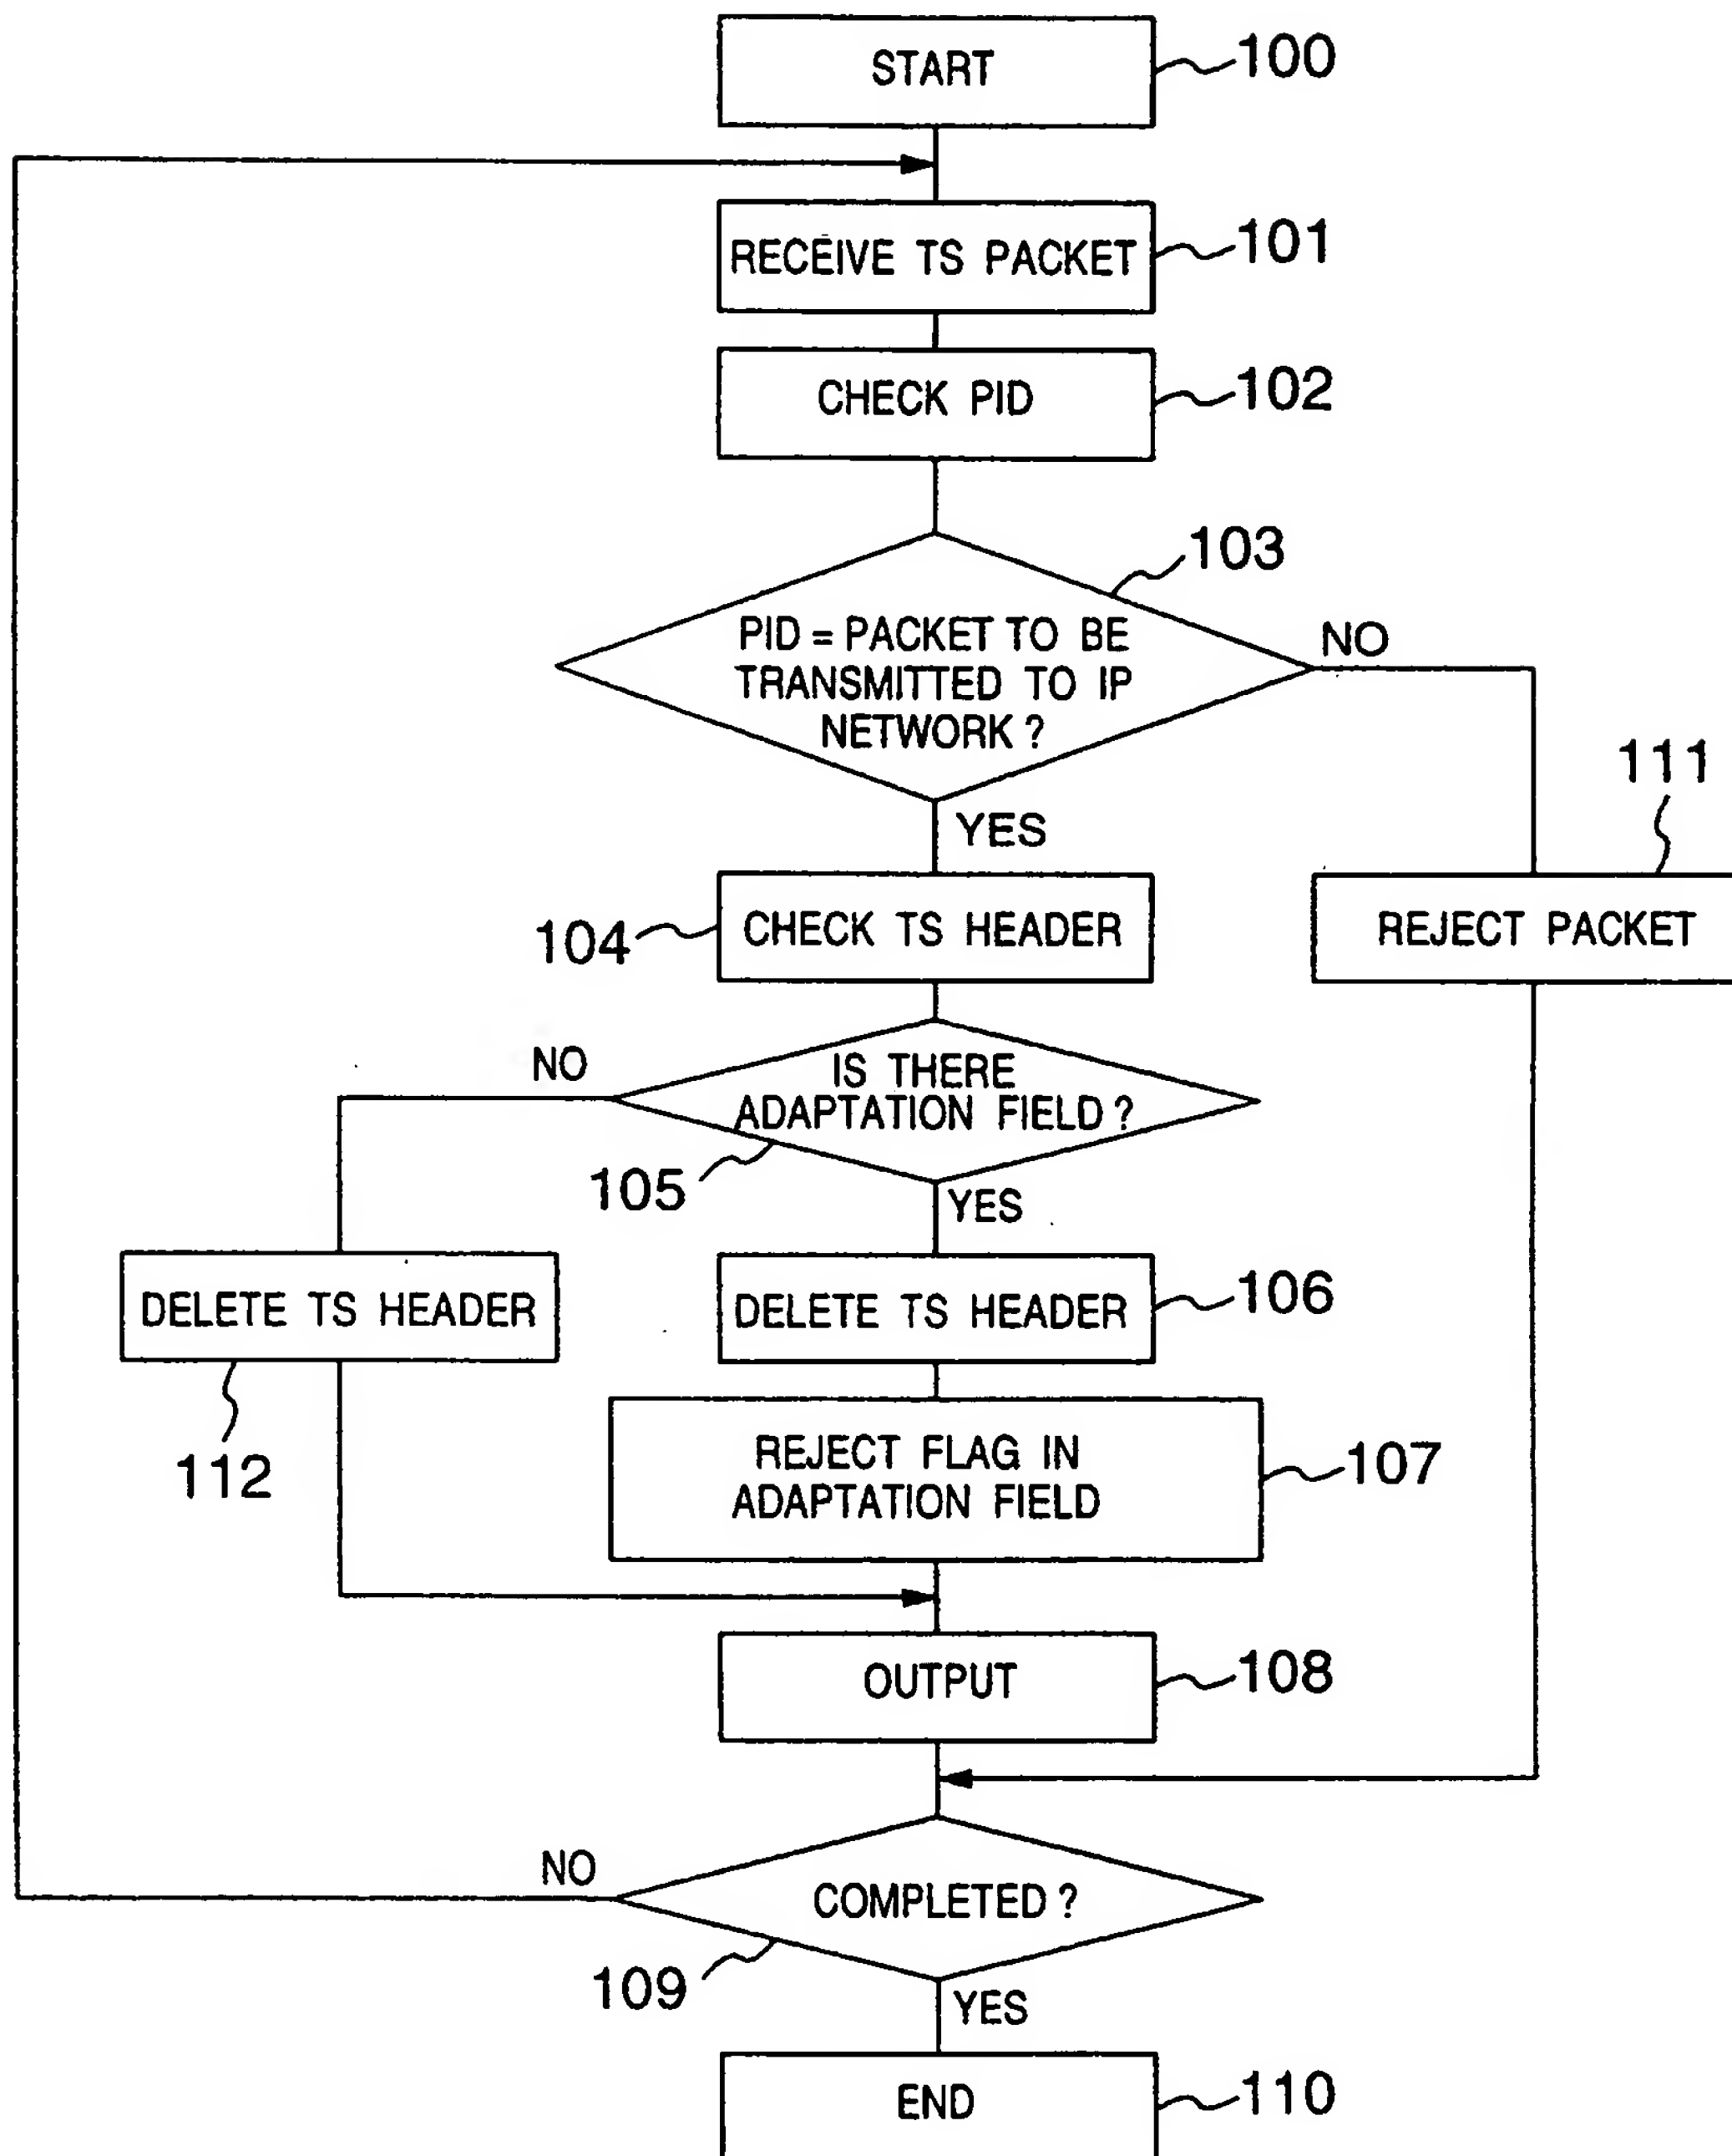 START
100
RECEIVE TS PACKET
101
CHECK PID
102
103
PID = PACKET TO BE
TRANSMITTED TO IP
NETWORK ?
NO
YES
111
CHECK TS HEADER
104
REJECT PACKET
IS THERE
ADAPTATION FIELD ?
NO
105
YES
DELETE TS HEADER
112
DELETE TS HEADER
106
REJECT FLAG IN
ADAPTATION FIELD
107
OUTPUT
108
NO
COMPLETED ?
109
YES
END
110